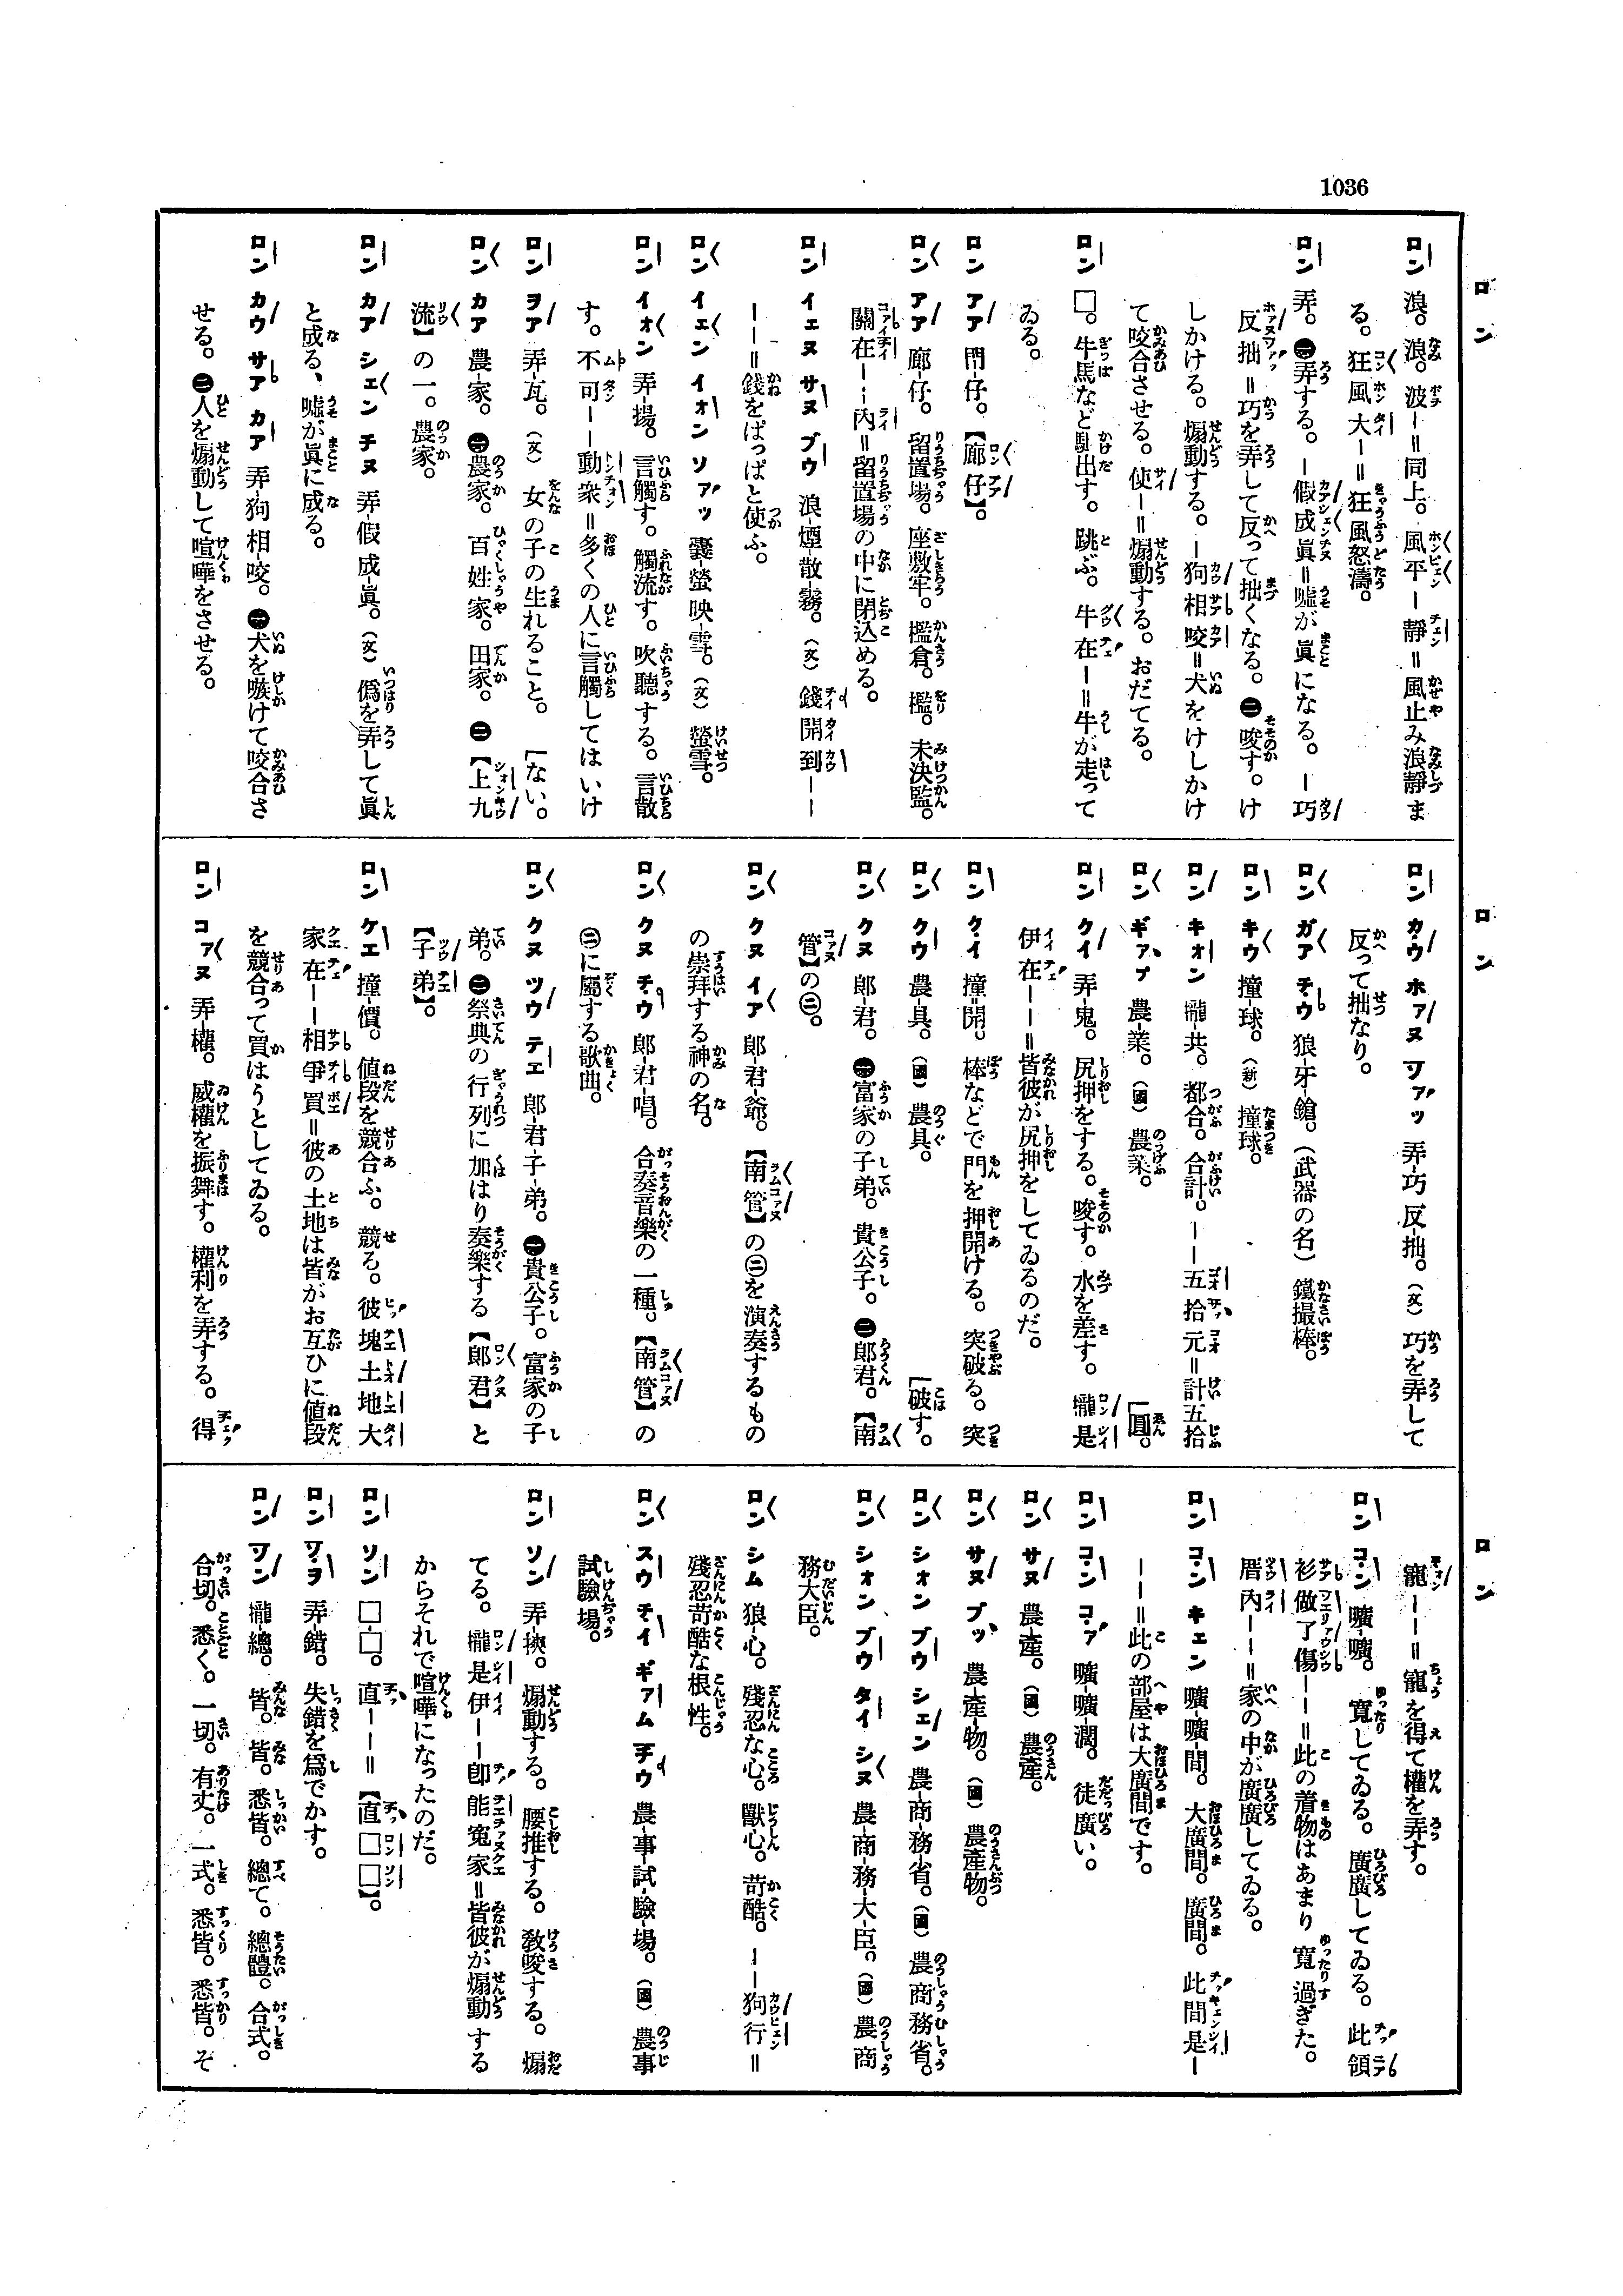 1036
ロン
ロン 浪。浪。波ー＝同上。風平ー靜＝風止み浪靜ま
る。狂風大ー＝狂風怒濤。
ロン 弄。㊀弄する。ー假成眞＝嘘が眞になる。ー巧
反拙＝巧を弄して反って拙くなる。㊁唆す。け
しかける。煽動する。ー狗相咬＝犬をけしかけ
て咬合させる。使ー＝煽動する。おだてる。
ロン □。牛馬など駈出す。跳ぶ。牛在ー＝牛が走って
ゐる。
ロン アア 門-仔。【廊仔】。
ロン アア 廊-仔。留置場。座敷牢。檻倉。檻。未決監。
關在ー…內＝留置場の中に閉込める。
ロン イェヌ サヌ ブウ 浪-煙-散-霧。（文）錢開到ーー
ーー＝錢をぱっぱと使ふ。
ロン イェン イォン ソァッ 囊-螢 映-雪。（文）螢雪。
ロン イォン 弄-揚。言觸す。觸流す。吹聽する。言散
す。不可ーー動衆＝多くの人に言觸してはいけ
ロン ヲア 弄-瓦。（文）女の子の生れること。　［ない。
ロン カア 農-家。㊀農家。百姓家。田家。㊁【上九
流】の一。農家。
ロン カア シェン チヌ 弄-假 成-眞。（文）僞を弄して眞
と成る、嘘が眞に成る。
ロン カウ サア カア 弄-狗 相-咬。㊀犬を嗾けて咬合さ
せる。㊁人を煽動して喧嘩をさせる。
ロン
ロン カウ ホァヌ ツァッ 弄-巧 反-拙。（文）巧を弄して
反って拙なり。
ロン ガア チウ 狼-牙-鎗。（武器の名）鐵撮棒。
ロン キウ 撞-球。（新）撞球。
ロン キォン 攏-共。都合。合計。ーー五拾元＝計五拾
ロン ギァプ 農-業。（國）農業。　［圓。
ロン クイ 弄-鬼。尻押をする。唆す。水を差す。攏是
伊在ーー＝皆彼が尻押をしてゐるのだ。
ロン クイ 撞=開。棒などで門を押開ける。突破る。突
ロン クウ 農-具。（國）農具。　［破す。
ロン クヌ 郎-君。㊀富家の子弟。貴公子。㊁郎君。【南
管】の㊁。
ロン クヌ イア 郎-君-爺。【南管】の㊁を演奏するもの
の崇拜する神の名。
ロン クヌ チウ 郎-君-唱。合奏音樂の一種。【南管】の
㊁に屬する歌曲。
ロン クヌ ツウ テエ 郎-君-子-弟。㊀貴公子。富家の子
弟。㊁祭典の行列に加はり奏樂する【郎君】と
【子弟】。
ロン ケエ 撞-價。値段を競合ふ。競る。彼塊土地大
家在ーー相爭買＝彼の土地は皆がお互ひに値段
を競合って買はうとしてゐる。
ロン コァヌ 弄-權。威權を振舞す。權利を弄する。得
ロン
寵ーー＝寵を得て權を弄す。
ロン コン 曠-曠。寬してゐる。廣廣してゐる。此領
衫做了傷ーー＝此の着物はあまり寬過ぎた。
厝內ーー＝家の中が廣廣してゐる。
ロン コン キェン 曠-曠-間。大廣間。廣間。此間是ー
ーー＝此の部屋は大廣間です。
ロン コン コァ 曠-曠-濶。徒廣い。
ロン サヌ 農-產。（國）農產。
ロン サヌ ブッ 農-產-物。（國）農產物。
ロン シォン ブウ シェン 農-商-務-省。（國）農商務省。
ロン シォン ブウ タイ シヌ 農-商-務-大-臣。（國）農商
務大臣。
ロン シム 狼-心。殘忍な心。獸心。苛酷。ーー狗行＝
殘忍苛酷な根性。
ロン スウ チイ ギァム チウ 農-事-試-驗-場。（國）農事
試驗場。
ロン ソン 弄-㨃。煽動する。腰推する。教唆する。煽
てる。攏是伊ーー卽能寃家＝皆彼が煽動する
からそれで喧嘩になったのだ。
ロン ソン □-□。直ーー＝【直□□】。
ロン ツヲ 弄-錯。失錯を爲でかす。
ロン ツン 攏-總。皆。皆。悉皆。總て。總體。合式。
合切。悉く。一切。有丈。一式。悉皆。悉皆。そ